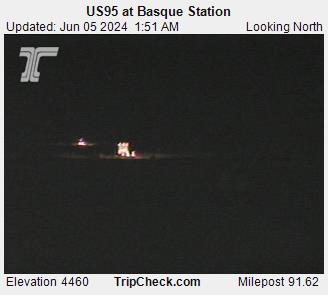 US95 at Basque Station
Updated: Jun 05 2024 1:51 AM Looking North
Elevation 4460 TripCheck.com Milepost 91.62